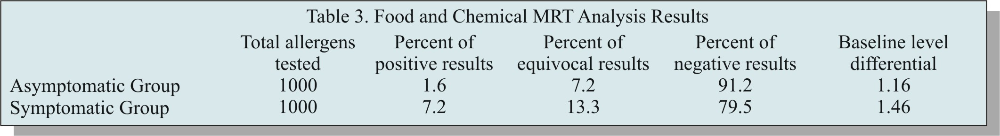 Table 3. Food and Chemical MRT Analysis Results
Total allergens Percent of Percent of Percent of Baseline level
tested positive results equivocal results negative results differential
Asymptomatic Group 1000 1.6 7.2 91.2 1.16
Symptomatic Group 1000 7.2 13.3 79.5 1.46